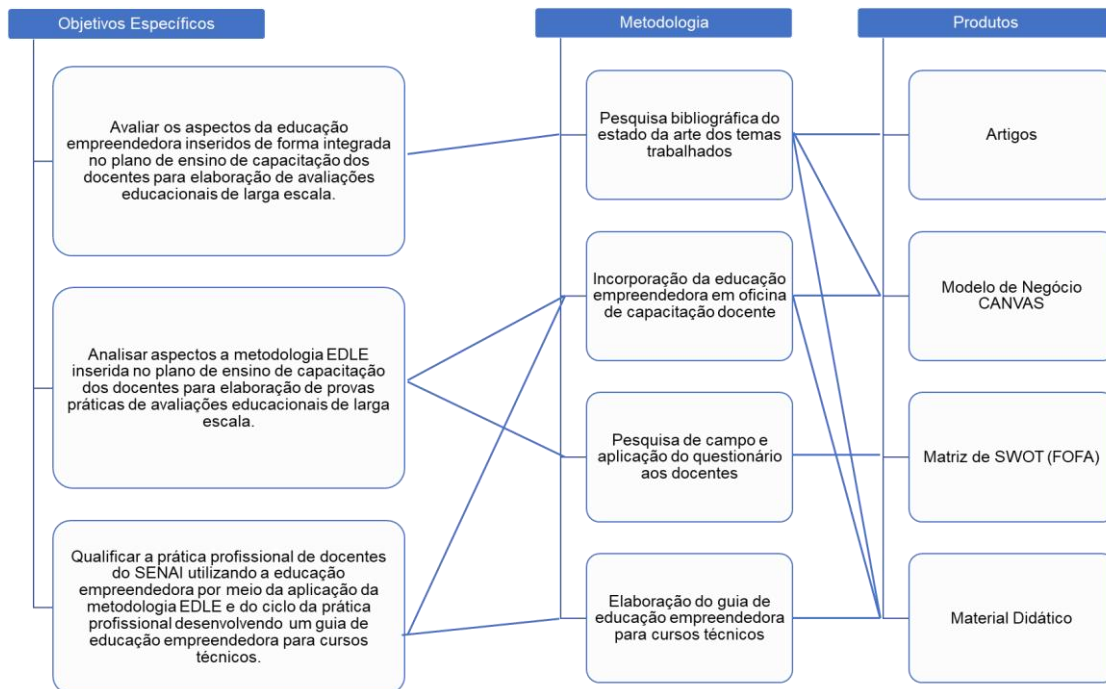 Objetivos Específicos
Avaliar os aspectos da educação
empreendedora inseridos de forma integrada
no plano de ensino de capacitação dos
docentes para elaboração de avaliações
educacionais de larga escala.
Analisar aspectos a metodologia EDLE
inserida no plano de ensino de capacitação
dos docentes para elaboração de provas
práticas de avaliações educacionais de larga
escala.
Qualificar a prática profissional de docentes
do SENAI utilizando a educação
empreendedora por meio da aplicação da
metodologia EDLE e do ciclo da prática
profissional desenvolvendo um guia de
educação empreendedora para cursos
técnicos.
Metodologia
Pesquisa bibliográfica do
estado da arte dos temas
trabalhados
Incorporação da educação
empreendedora em oficina
de capacitação docente
Pesquisa de campo e
aplicação do questionário
aos docentes
Elaboração do guia de
educação empreendedora
para cursos técnicos
Produtos
Artigos
Modelo de Negócio
CANVAS
Matriz de SWOT (FOFA)
Material Didático